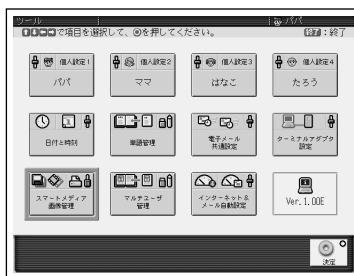 ツール
パパ
で項目を選択して、◎を押してください。
終了:終了
個人設定1
個人設定2
個人設定3
個人設定4
パパ
ママ
はなこ
たろう
日付と時刻
単語管理
電子メール
共通設定
ターミナルアダプタ
設定
スマートメディア
画像管理
マルチユーザ
管理
インターネット&
メール自動設定
Ver. 1.00E
決定